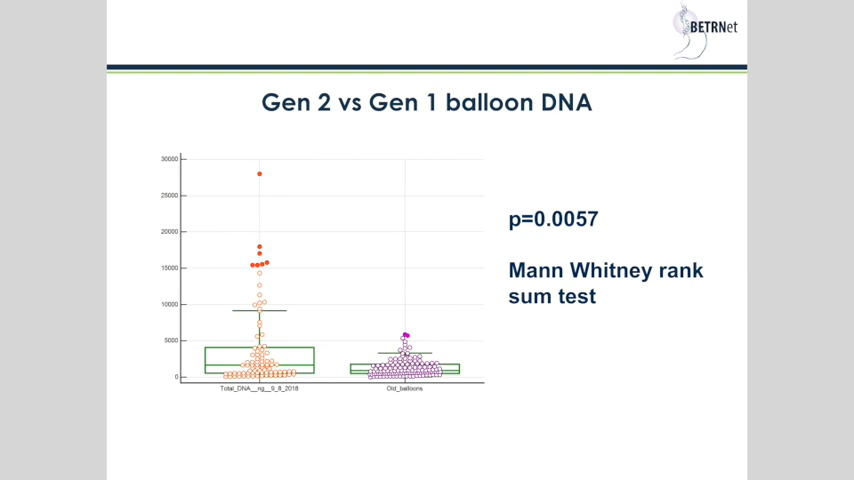 BETRNet
Gen 2 vs Gen 1 balloon DNA
30000
25000
20000
15000
10000
5000
0
Total_DNA__ng__9_8_2018
Old_balloons
p=0.0057
Mann Whitney rank
sum test